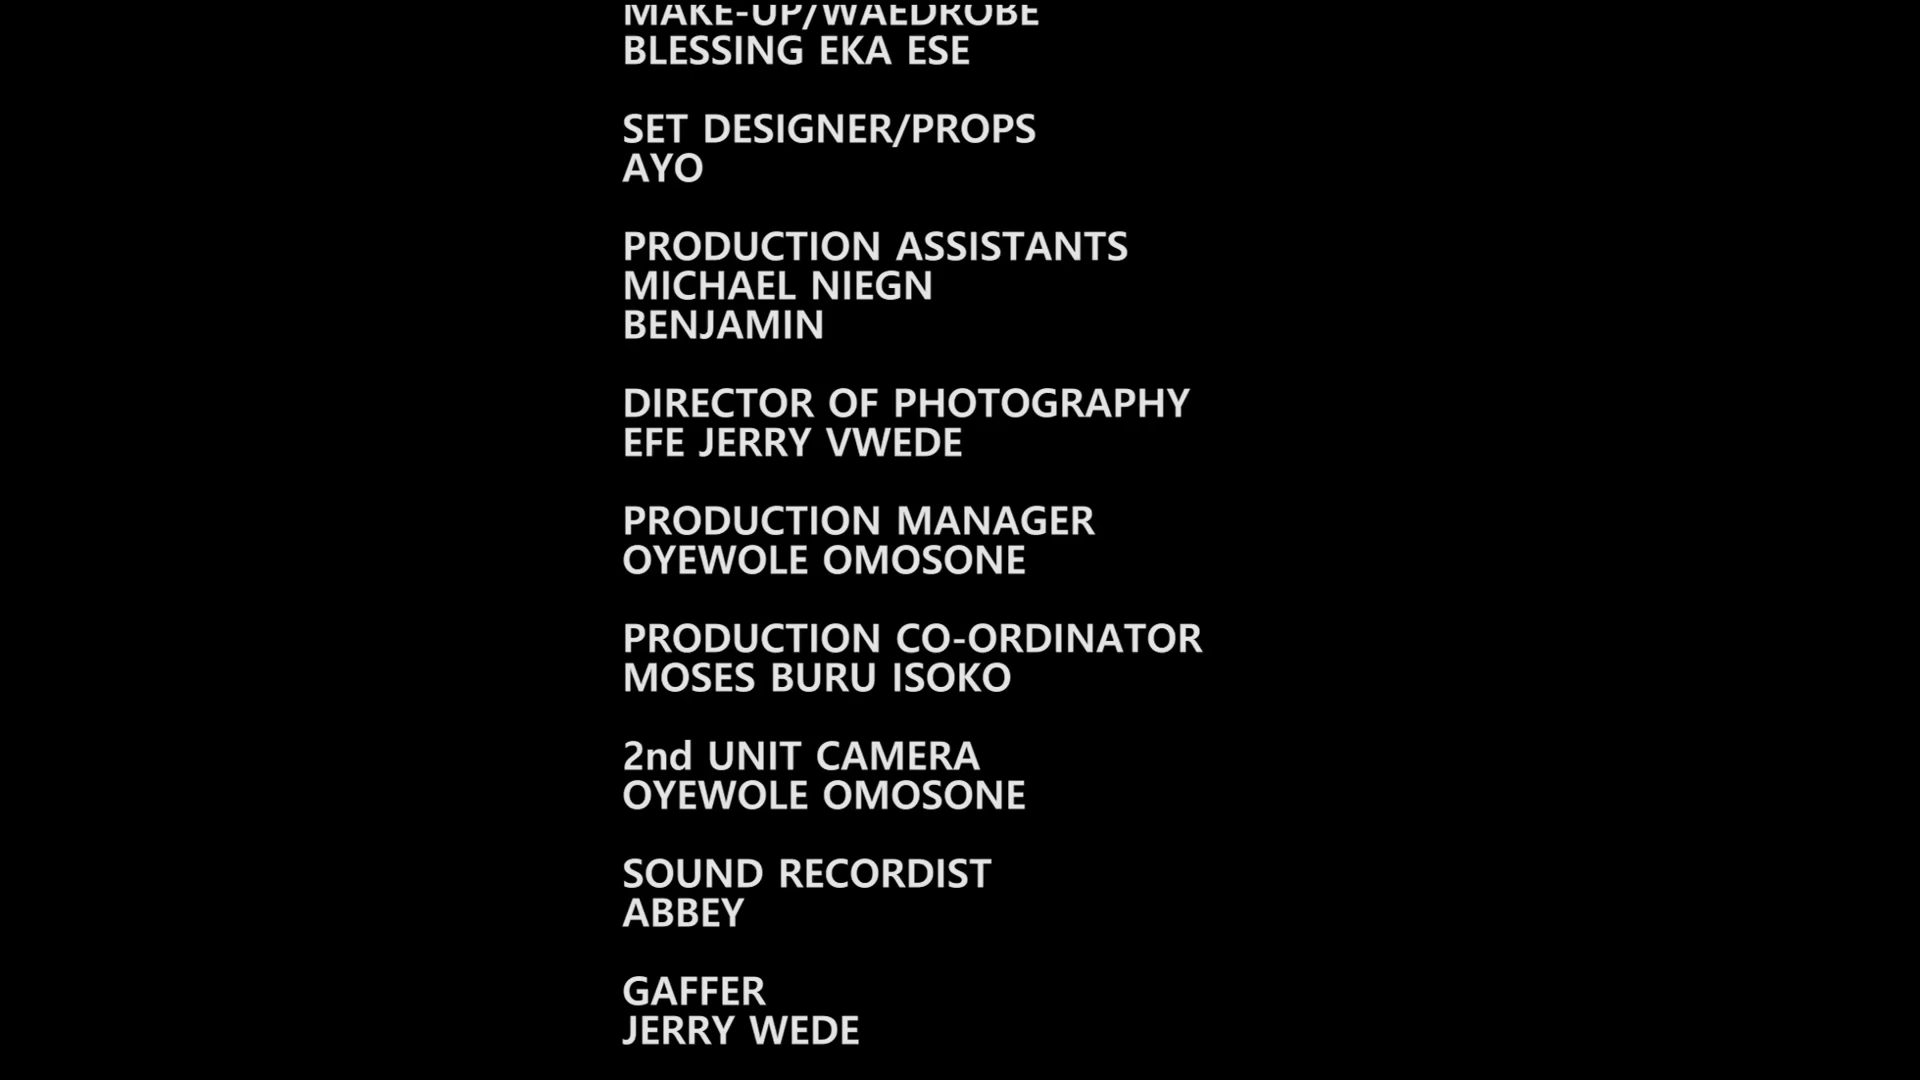 MAKE-UP/WAEDROBE
BLESSING EKA ESE
SET DESIGNER/PROPS
AYO
PRODUCTION ASSISTANTS
MICHAEL NIEGN
BENJAMIN
DIRECTOR OF PHOTOGRAPHY
EFE JERRY VWEDE
PRODUCTION MANAGER
OYEWOLE OMOSONE
PRODUCTION CO-ORDINATOR
MOSES BURU ISOKO
2nd UNIT CAMERA
OYEWOLE OMOSONE
SOUND RECORDIST
ABBEY
GAFFER
JERRY WEDE